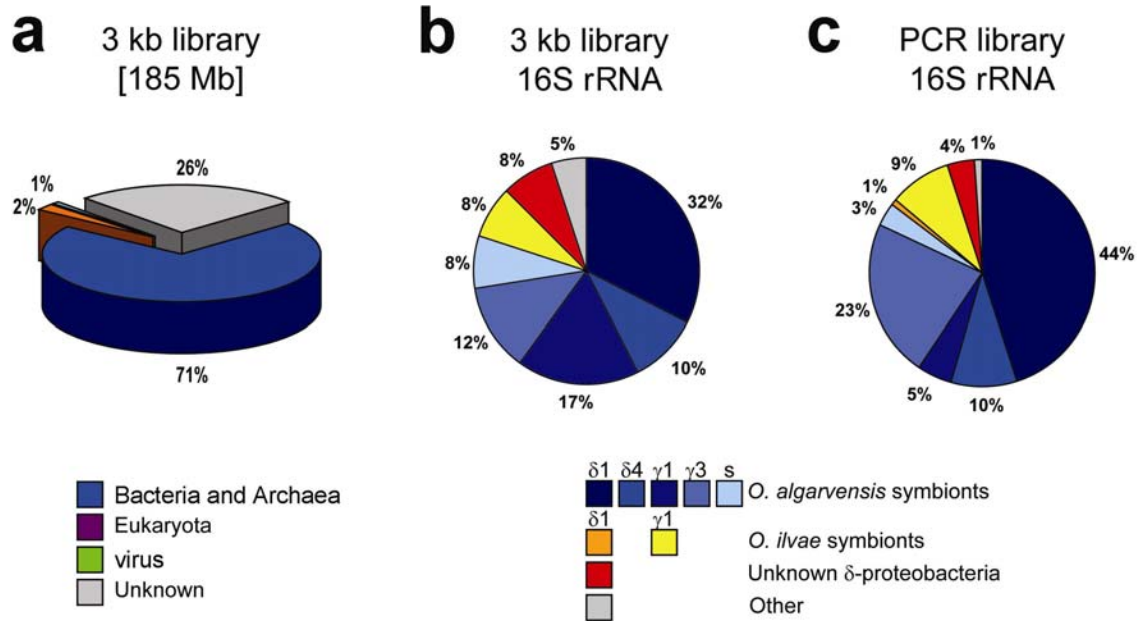 a
3 kb library
[185 Mb]
26%
1%
2%
71%
Bacteria and Archaea
Eukaryota
virus
Unknown
b
3 kb library
16S rRNA
5%
8%
32%
8%
8%
12%
10%
17%
c
PCR library
16S rRNA
1%
4%
9%
1%
3%
44%
23%
5%
10%
δ1 δ4 γ1 γ3 s
O. algarvensis symbionts
δ1 γ1
O. ilvae symbionts
Unknown δ-proteobacteria
Other